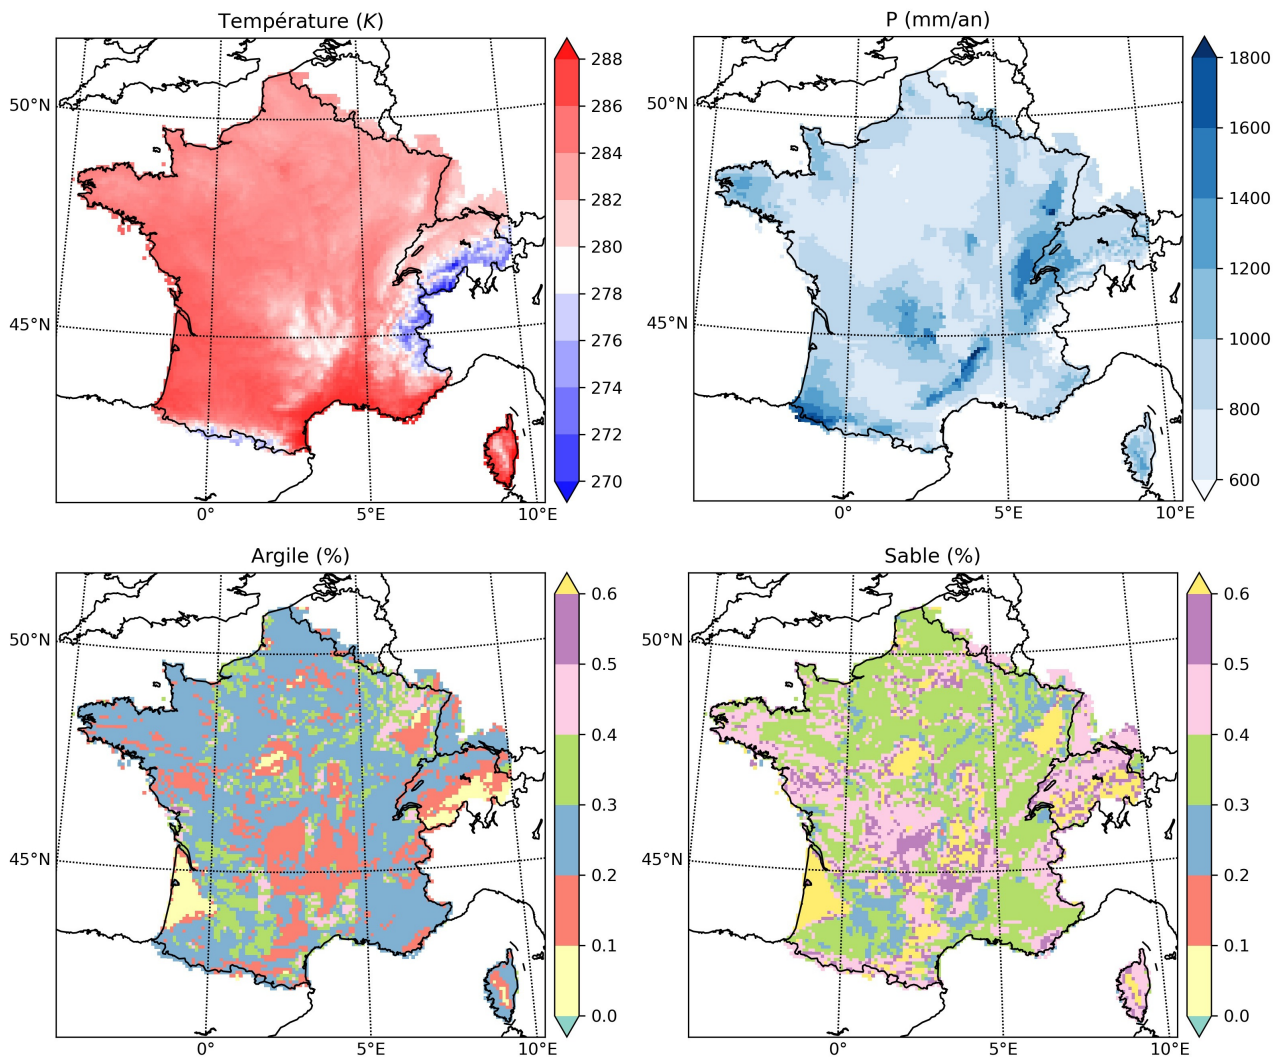 Température (K)
P (mm/an)
50°N
45°N
0°
5°E
10°E
288
286
284
282
280
278
276
274
272
270
50°N
45°N
0°
5°E
10°E
1800
1600
1400
1200
1000
800
600
Argile (%)
Sable (%)
50°N
45°N
0°
5°E
10°E
0.6
0.5
0.4
0.3
0.2
0.1
0.0
50°N
45°N
0°
5°E
10°E
0.6
0.5
0.4
0.3
0.2
0.1
0.0